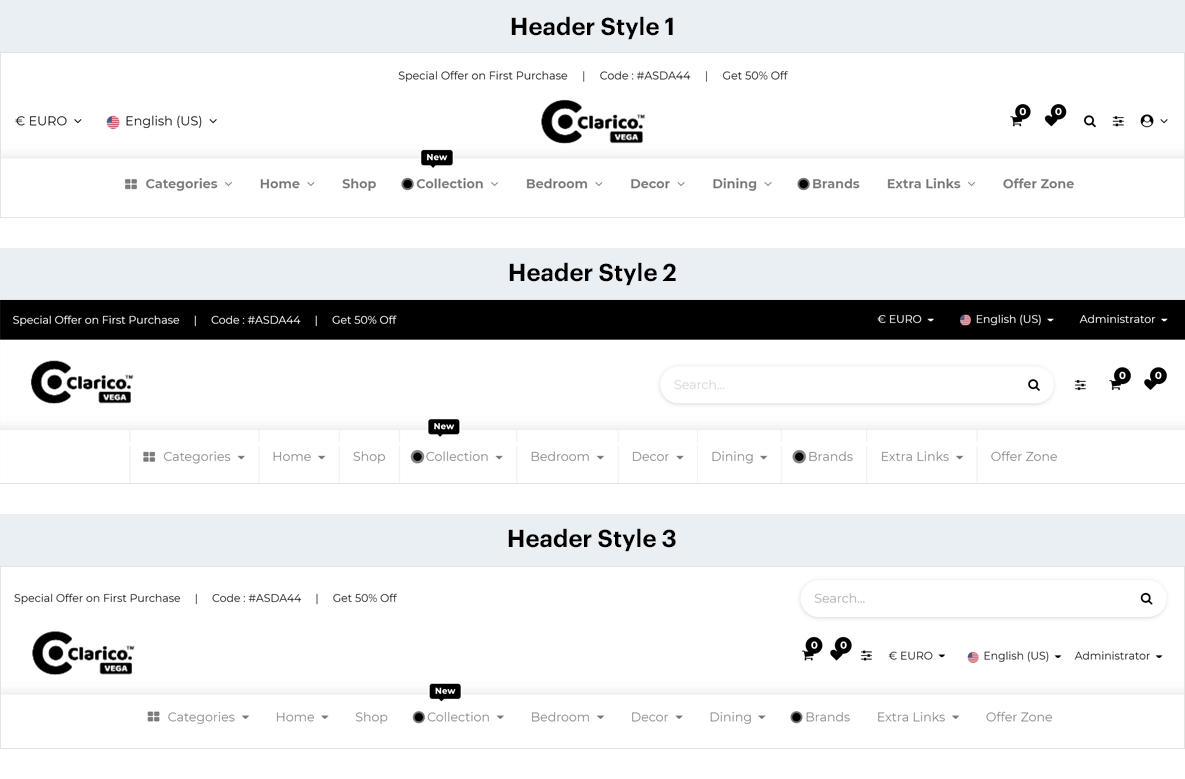 Header Style 1
Special Offer on First Purchase | Code : #ASDA44 | Get 50% Off
€ EURO English (US) Clarico.™ VEGA 0 0
New
Categories Home Shop Collection Bedroom Decor Dining Brands Extra Links Offer Zone
Header Style 2
Special Offer on First Purchase | Code : #ASDA44 | Get 50% Off € EURO English (US) Administrator
Clarico.™ VEGA Search... 0 0
New
Categories Home Shop Collection Bedroom Decor Dining Brands Extra Links Offer Zone
Header Style 3
Special Offer on First Purchase | Code : #ASDA44 | Get 50% Off Search...
Clarico.™ VEGA 0 0 € EURO English (US) Administrator
New
Categories Home Shop Collection Bedroom Decor Dining Brands Extra Links Offer Zone